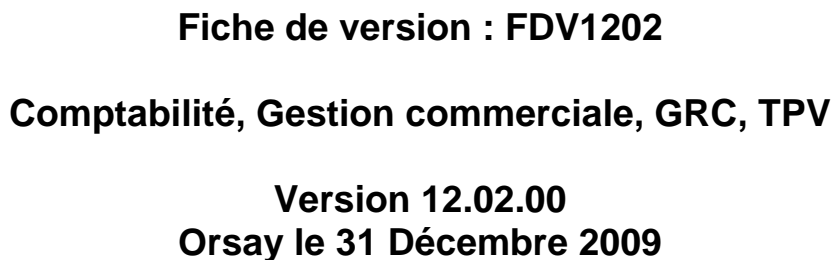 Fiche de version : FDV1202
Comptabilité, Gestion commerciale, GRC, TPV
Version 12.02.00
Orsay le 31 Décembre 2009